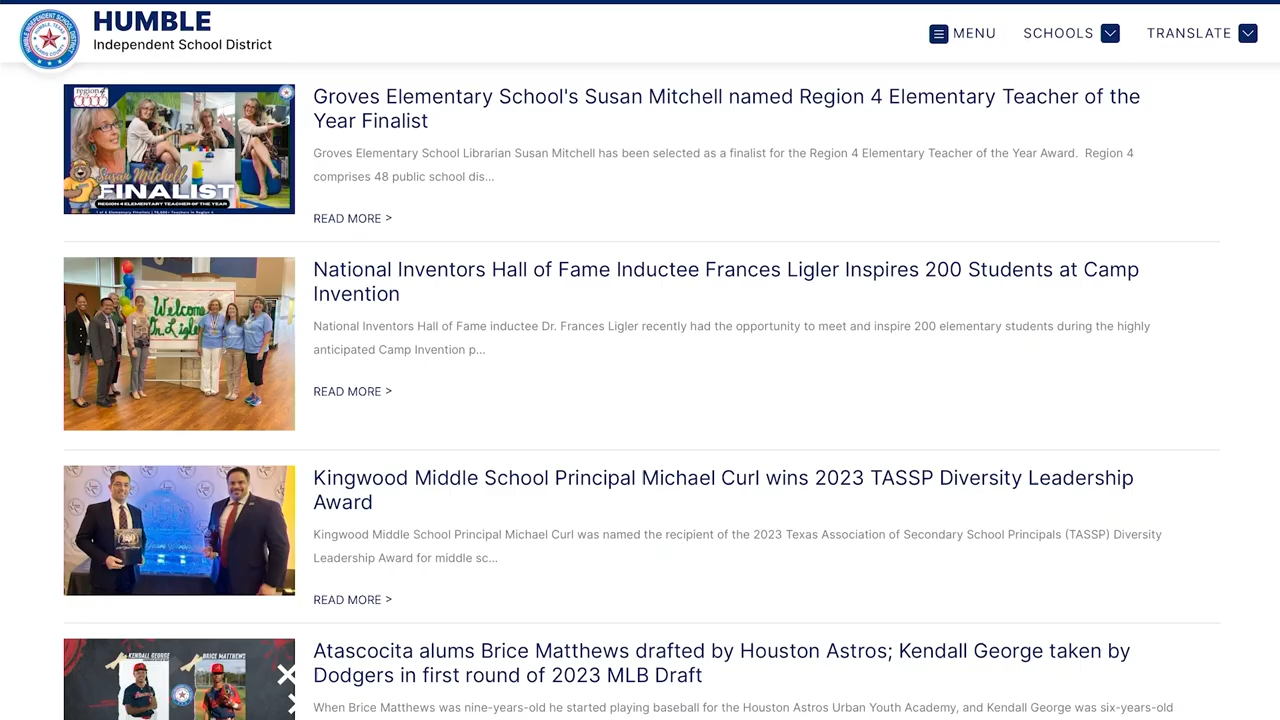 HUMBLE
Independent School District
MENU
SCHOOLS
TRANSLATE
region 4
Susan Mitchell
FINALIST
REGION 4 ELEMENTARY TEACHER OF THE YEAR
Groves Elementary School's Susan Mitchell named Region 4 Elementary Teacher of the
Year Finalist
Groves Elementary School Librarian Susan Mitchell has been selected as a finalist for the Region 4 Elementary Teacher of the Year Award.  Region 4
comprises 48 public school dis...
READ MORE >
Welcome
Dr. Ligler
National Inventors Hall of Fame Inductee Frances Ligler Inspires 200 Students at Camp
Invention
National Inventors Hall of Fame inductee Dr. Frances Ligler recently had the opportunity to meet and inspire 200 elementary students during the highly
anticipated Camp Invention p...
READ MORE >
Kingwood Middle School Principal Michael Curl wins 2023 TASSP Diversity Leadership
Award
Kingwood Middle School Principal Michael Curl was named the recipient of the 2023 Texas Association of Secondary School Principals (TASSP) Diversity
Leadership Award for middle sc...
READ MORE >
KENDALL GEORGE
BRICE MATTHEWS
Atascocita alums Brice Matthews drafted by Houston Astros; Kendall George taken by
Dodgers in first round of 2023 MLB Draft
When Brice Matthews was nine-years-old he started playing baseball for the Houston Astros Urban Youth Academy, and Kendall George was six-years-old